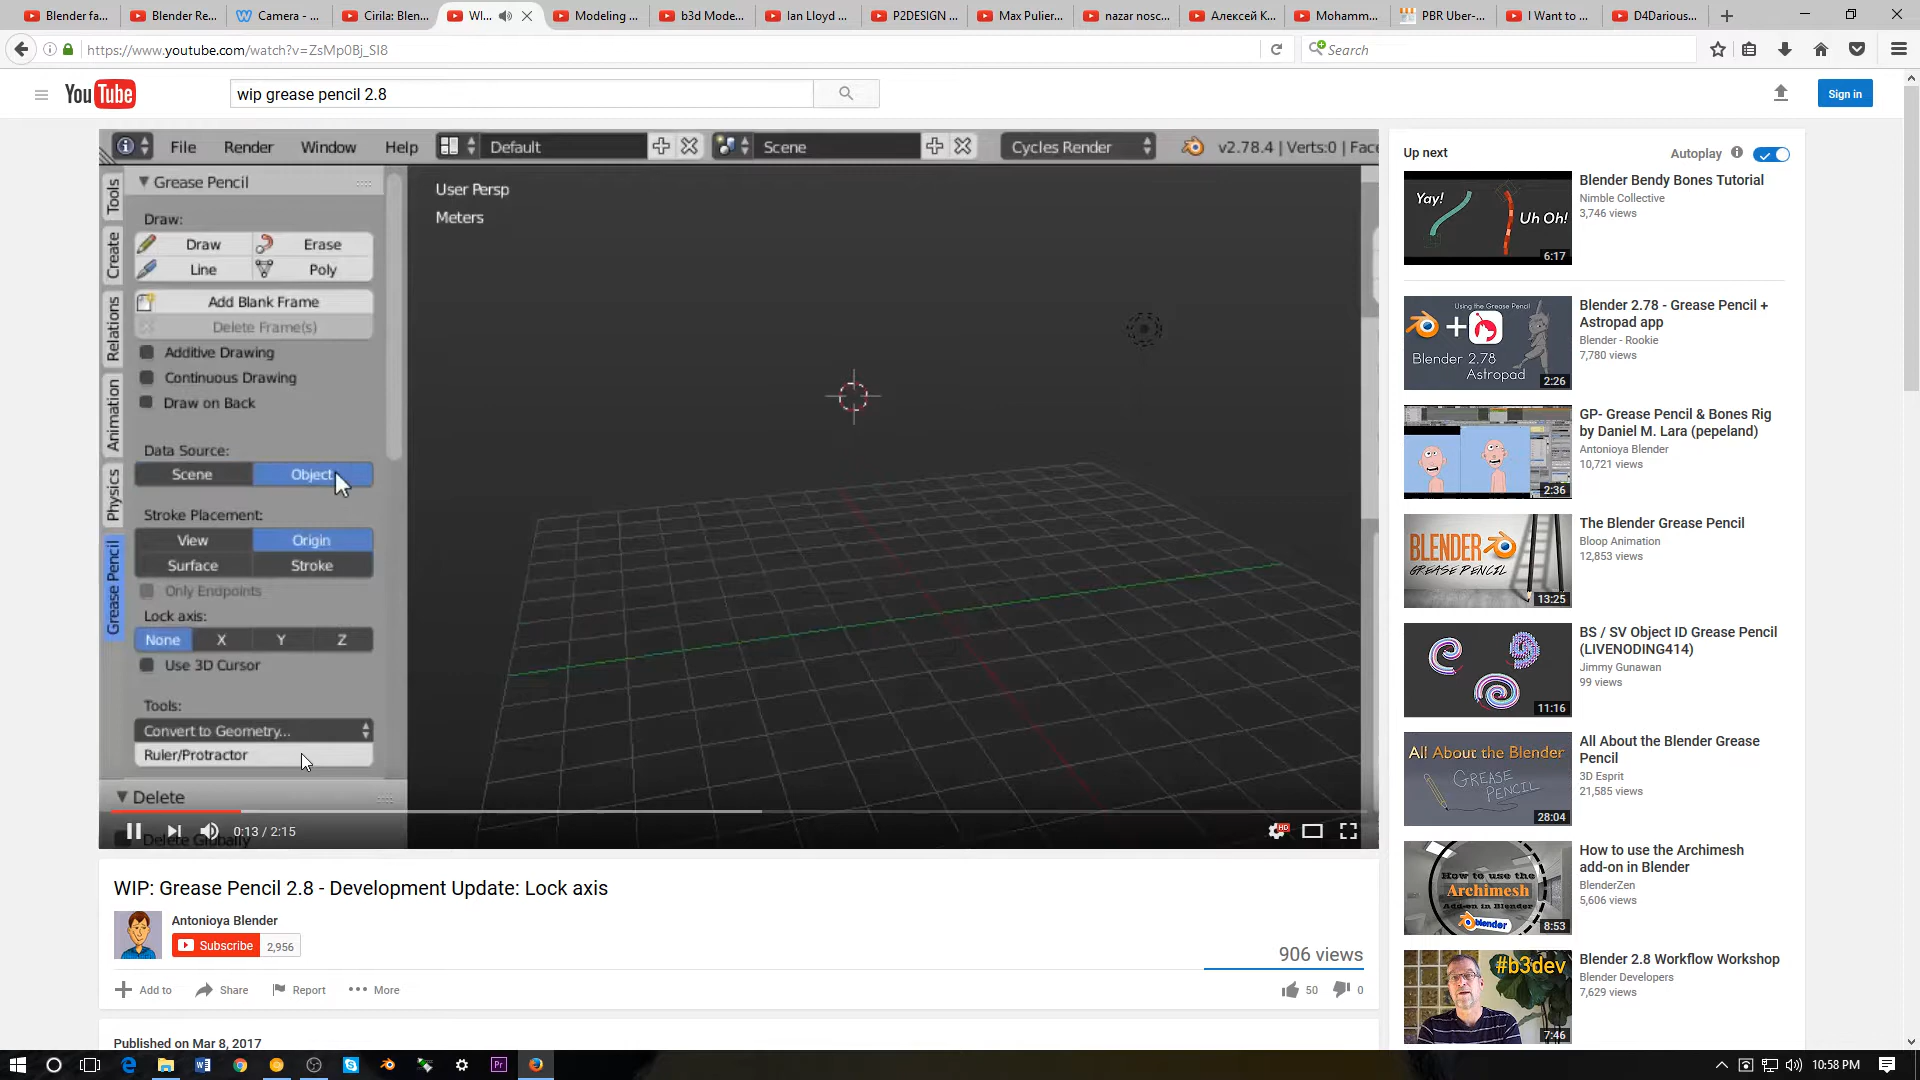 Blender fa...
Blender Re...
Camera - ...
Cirila: Blen...
WI...
Modeling ...
b3d Mode...
Ian Lloyd ...
P2DESIGN ...
Max Pulier...
nazar nosc...
Алексей К...
Mohamm...
PBR Uber-...
I Want to ...
D4Darious...
https://www.youtube.com/watch?v=ZsMp0Bj_SI8
Search
YouTube
wip grease pencil 2.8
Sign in
File Render Window Help Default Scene Cycles Render v2.78.4 | Verts:0 | Face
Tools
Create
Relations
Animation
Physics
Grease Pencil
Grease Pencil
Draw:
Draw Erase
Line Poly
Add Blank Frame
Delete Frame(s)
Additive Drawing
Continuous Drawing
Draw on Back
Data Source:
Scene Object
Stroke Placement:
View Origin
Surface Stroke
Only Endpoints
Lock axis:
None X Y Z
Use 3D Cursor
Tools:
Convert to Geometry...
Ruler/Protractor
Delete
Delete Globally
User Persp
Meters
0:13 / 2:15
HD
WIP: Grease Pencil 2.8 - Development Update: Lock axis
Antonioya Blender
Subscribe 2,956
906 views
Add to Share Report More
50 0
Published on Mar 8, 2017
Up next
Autoplay
Yay!
Uh Oh!
6:17
Blender Bendy Bones Tutorial
Nimble Collective
3,746 views
Using the Grease Pencil
Blender 2.78
Astropad
2:26
Blender 2.78 - Grease Pencil +
Astropad app
Blender - Rookie
7,780 views
2:36
GP- Grease Pencil & Bones Rig
by Daniel M. Lara (pepeland)
Antonioya Blender
10,721 views
BLENDER
GREASE PENCIL
13:25
The Blender Grease Pencil
Bloop Animation
12,853 views
11:16
BS / SV Object ID Grease Pencil
(LIVENODING414)
Jimmy Gunawan
99 views
All About the Blender
GREASE
PENCIL
28:04
All About the Blender Grease
Pencil
3D Esprit
21,585 views
How to use the
Archimesh
Add-on in Blender
blender
8:53
How to use the Archimesh
add-on in Blender
BlenderZen
5,606 views
#b3dev
7:46
Blender 2.8 Workflow Workshop
Blender Developers
7,629 views
Pr
10:58 PM